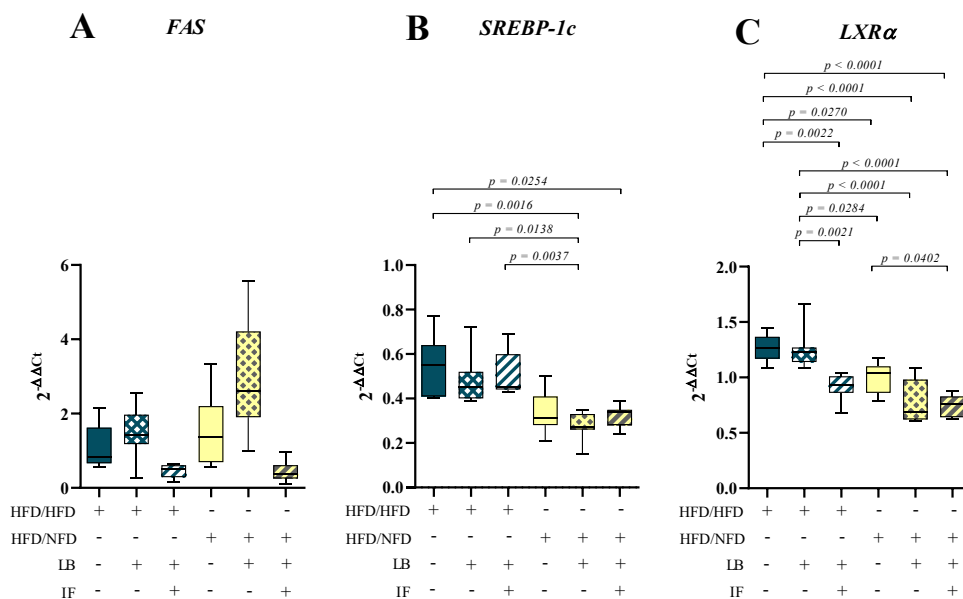 A FAS
B SREBP-1c
C LXRα
p < 0.0001
p < 0.0001
p = 0.0270
p = 0.0022
p < 0.0001
p < 0.0001
p = 0.0284
p = 0.0021
p = 0.0402
p = 0.0254
p = 0.0016
p = 0.0138
p = 0.0037
2-ΔΔCt
6
4
2
0
2-ΔΔCt
1.0
0.8
0.6
0.4
0.2
0.0
2-ΔΔCt
2.0
1.5
1.0
0.5
0.0
HFD/HFD + + + - - -
HFD/NFD - - - + + +
LB - + + - + +
IF - - + - - +
+ + + - - -
HFD/NFD - - - + + +
LB - + + - + +
IF - - + - - +
HFD/HFD + + + - - -
HFD/NFD - - - + + +
LB - + + - + +
IF - - + - - +